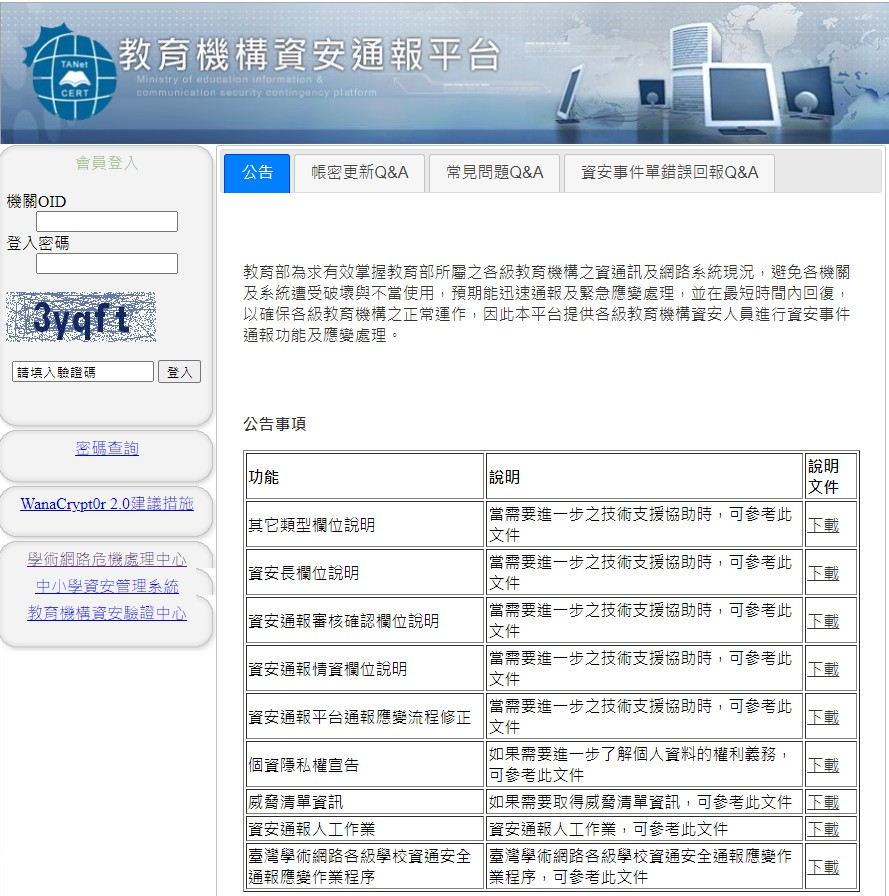 TANet
CERT
教育機構資安通報平台
Ministry of education information &
communication security contingency platform
會員登入
機關OID
登入密碼
3yqft
請填入驗證碼
登入
密碼查詢
WanaCrypt0r 2.0建議措施
學術網路危機處理中心
中小學資安管理系統
教育機構資安驗證中心
公告
帳密更新Q&A
常見問題Q&A
資安事件單錯誤回報Q&A
教育部為求有效掌握教育部所屬之各級教育機構之資通訊及網路系統現況，避免各機關
及系統遭受破壞與不當使用，預期能迅速通報及緊急應變處理，並在最短時間內回復，
以確保各級教育機構之正常運作，因此本平台提供各級教育機構資安人員進行資安事件
通報功能及應變處理。
公告事項
功能
說明
說明
文件
其它類型欄位說明
當需要進一步之技術支援協助時，可參考此
文件
下載
資安長欄位說明
當需要進一步之技術支援協助時，可參考此
文件
下載
資安通報審核確認欄位說明
當需要進一步之技術支援協助時，可參考此
文件
下載
資安通報情資欄位說明
當需要進一步之技術支援協助時，可參考此
文件
下載
資安通報平台通報應變流程修正
當需要進一步之技術支援協助時，可參考此
文件
下載
個資隱私權宣告
如果需要進一步了解個人資料的權利義務，
可參考此文件
下載
威脅清單資訊
如果需要取得威脅清單資訊，可參考此文件
下載
資安通報人工作業
資安通報人工作業，可參考此文件
下載
臺灣學術網路各級學校資通安全
通報應變作業程序
臺灣學術網路各級學校資通安全通報應變作
業程序，可參考此文件
下載